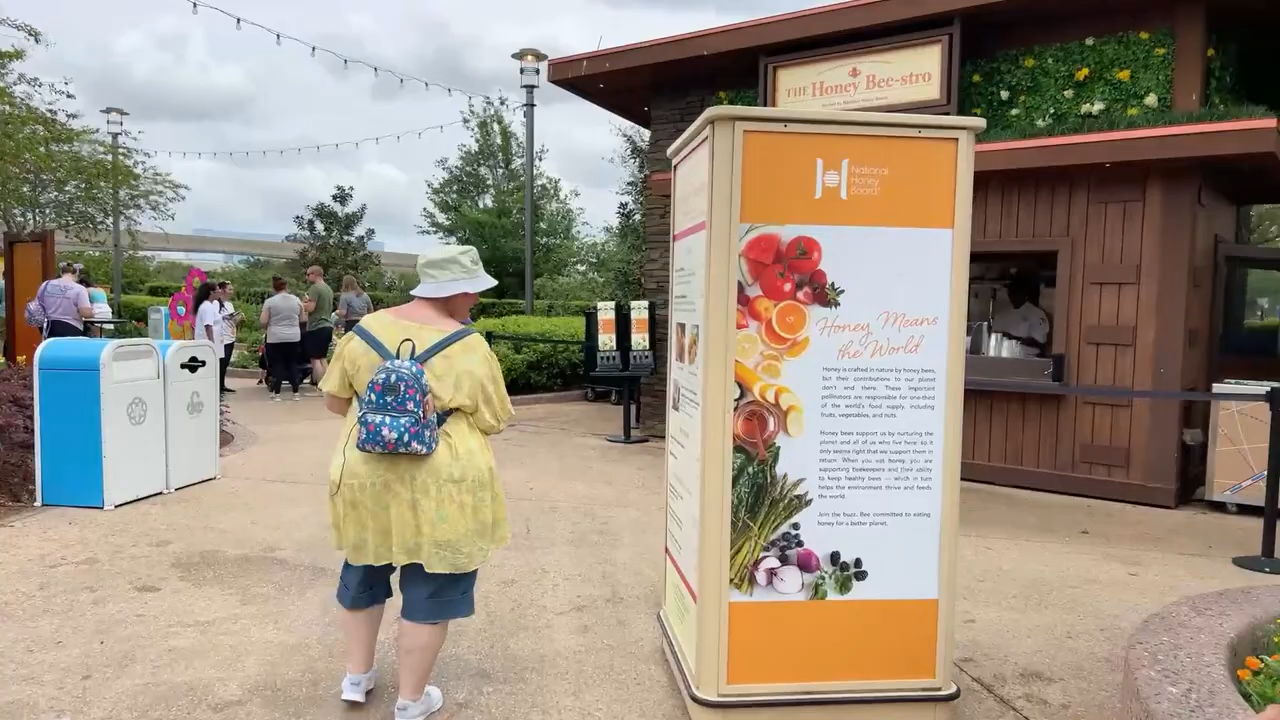 THE Honey Bee-stro
Hosted by National Honey Board
National
Honey
Board
Honey Means
the World
Honey is crafted in nature by honey bees,
but their contributions to our planet
don't end there. These important
pollinators are responsible for one-third
of the world's food supply, including
fruits, vegetables, and nuts.
Honey bees support us by nurturing the
planet and all of us who live here so it
only seems right that we support them in
return. When you eat honey, you are
supporting beekeepers and their ability
to keep healthy bees — which in turn
helps the environment thrive and feeds
the world.
Join the buzz. Bee committed to eating
honey for a better planet.